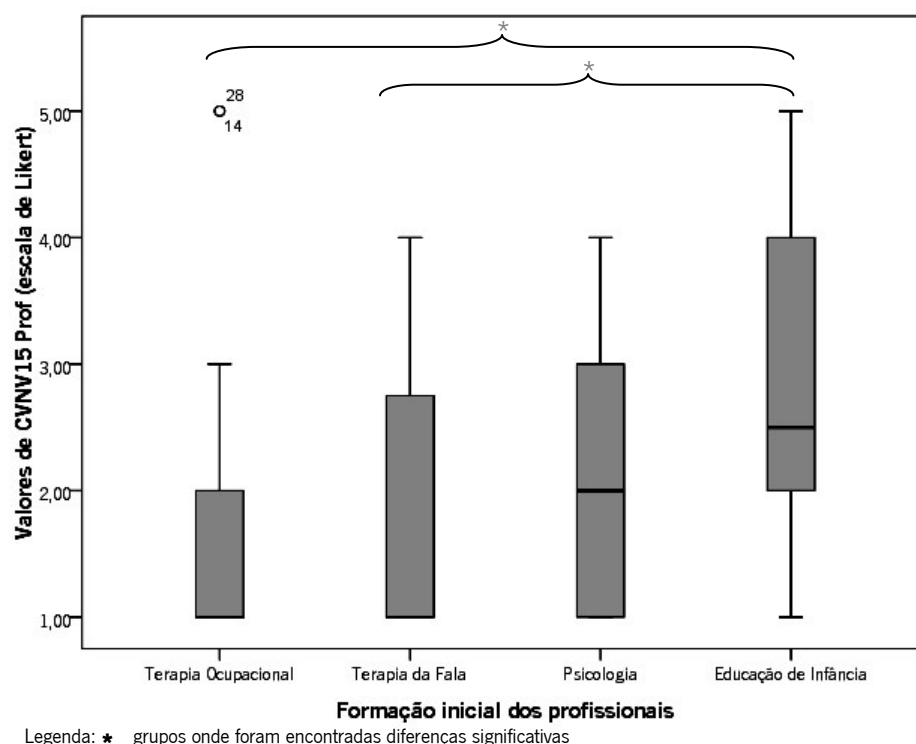 *
*
28
14
5,00
4,00
3,00
2,00
1,00
Valores de CVNV15 Prof (escala de Likert)
Terapia Ocupacional
Terapia da Fala
Psicologia
Educação de Infância
Formação inicial dos profissionais
Legenda: * grupos onde foram encontradas diferenças significativas